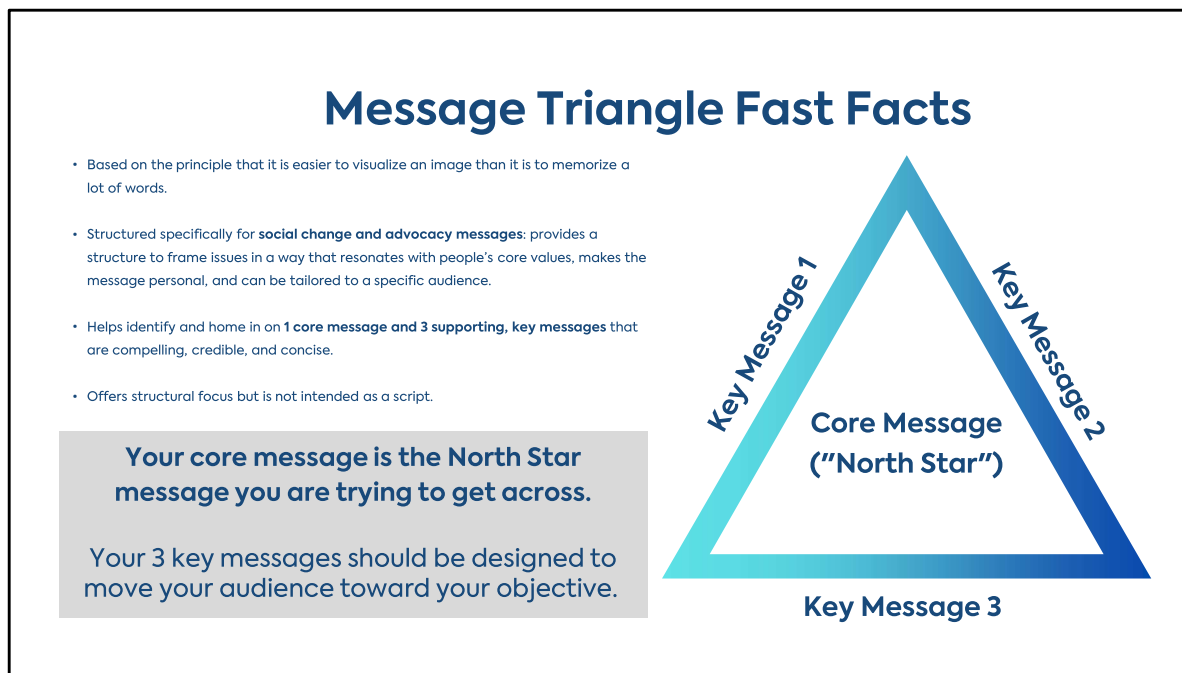 Message Triangle Fast Facts
• Based on the principle that it is easier to visualize an image than it is to memorize a
lot of words.
• Structured specifically for social change and advocacy messages: provides a
structure to frame issues in a way that resonates with people's core values, makes the
message personal, and can be tailored to a specific audience.
• Helps identify and home in on 1 core message and 3 supporting, key messages that
are compelling, credible, and concise.
• Offers structural focus but is not intended as a script.
Your core message is the North Star
message you are trying to get across.
Your 3 key messages should be designed to
move your audience toward your objective.
Key Message 1
Key Message 2
Core Message
("North Star")
Key Message 3